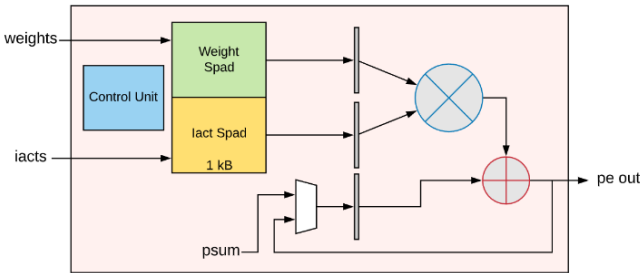 weights
Weight
Spad
Control Unit
Iact Spad
1 kB
iacts
psum
pe out